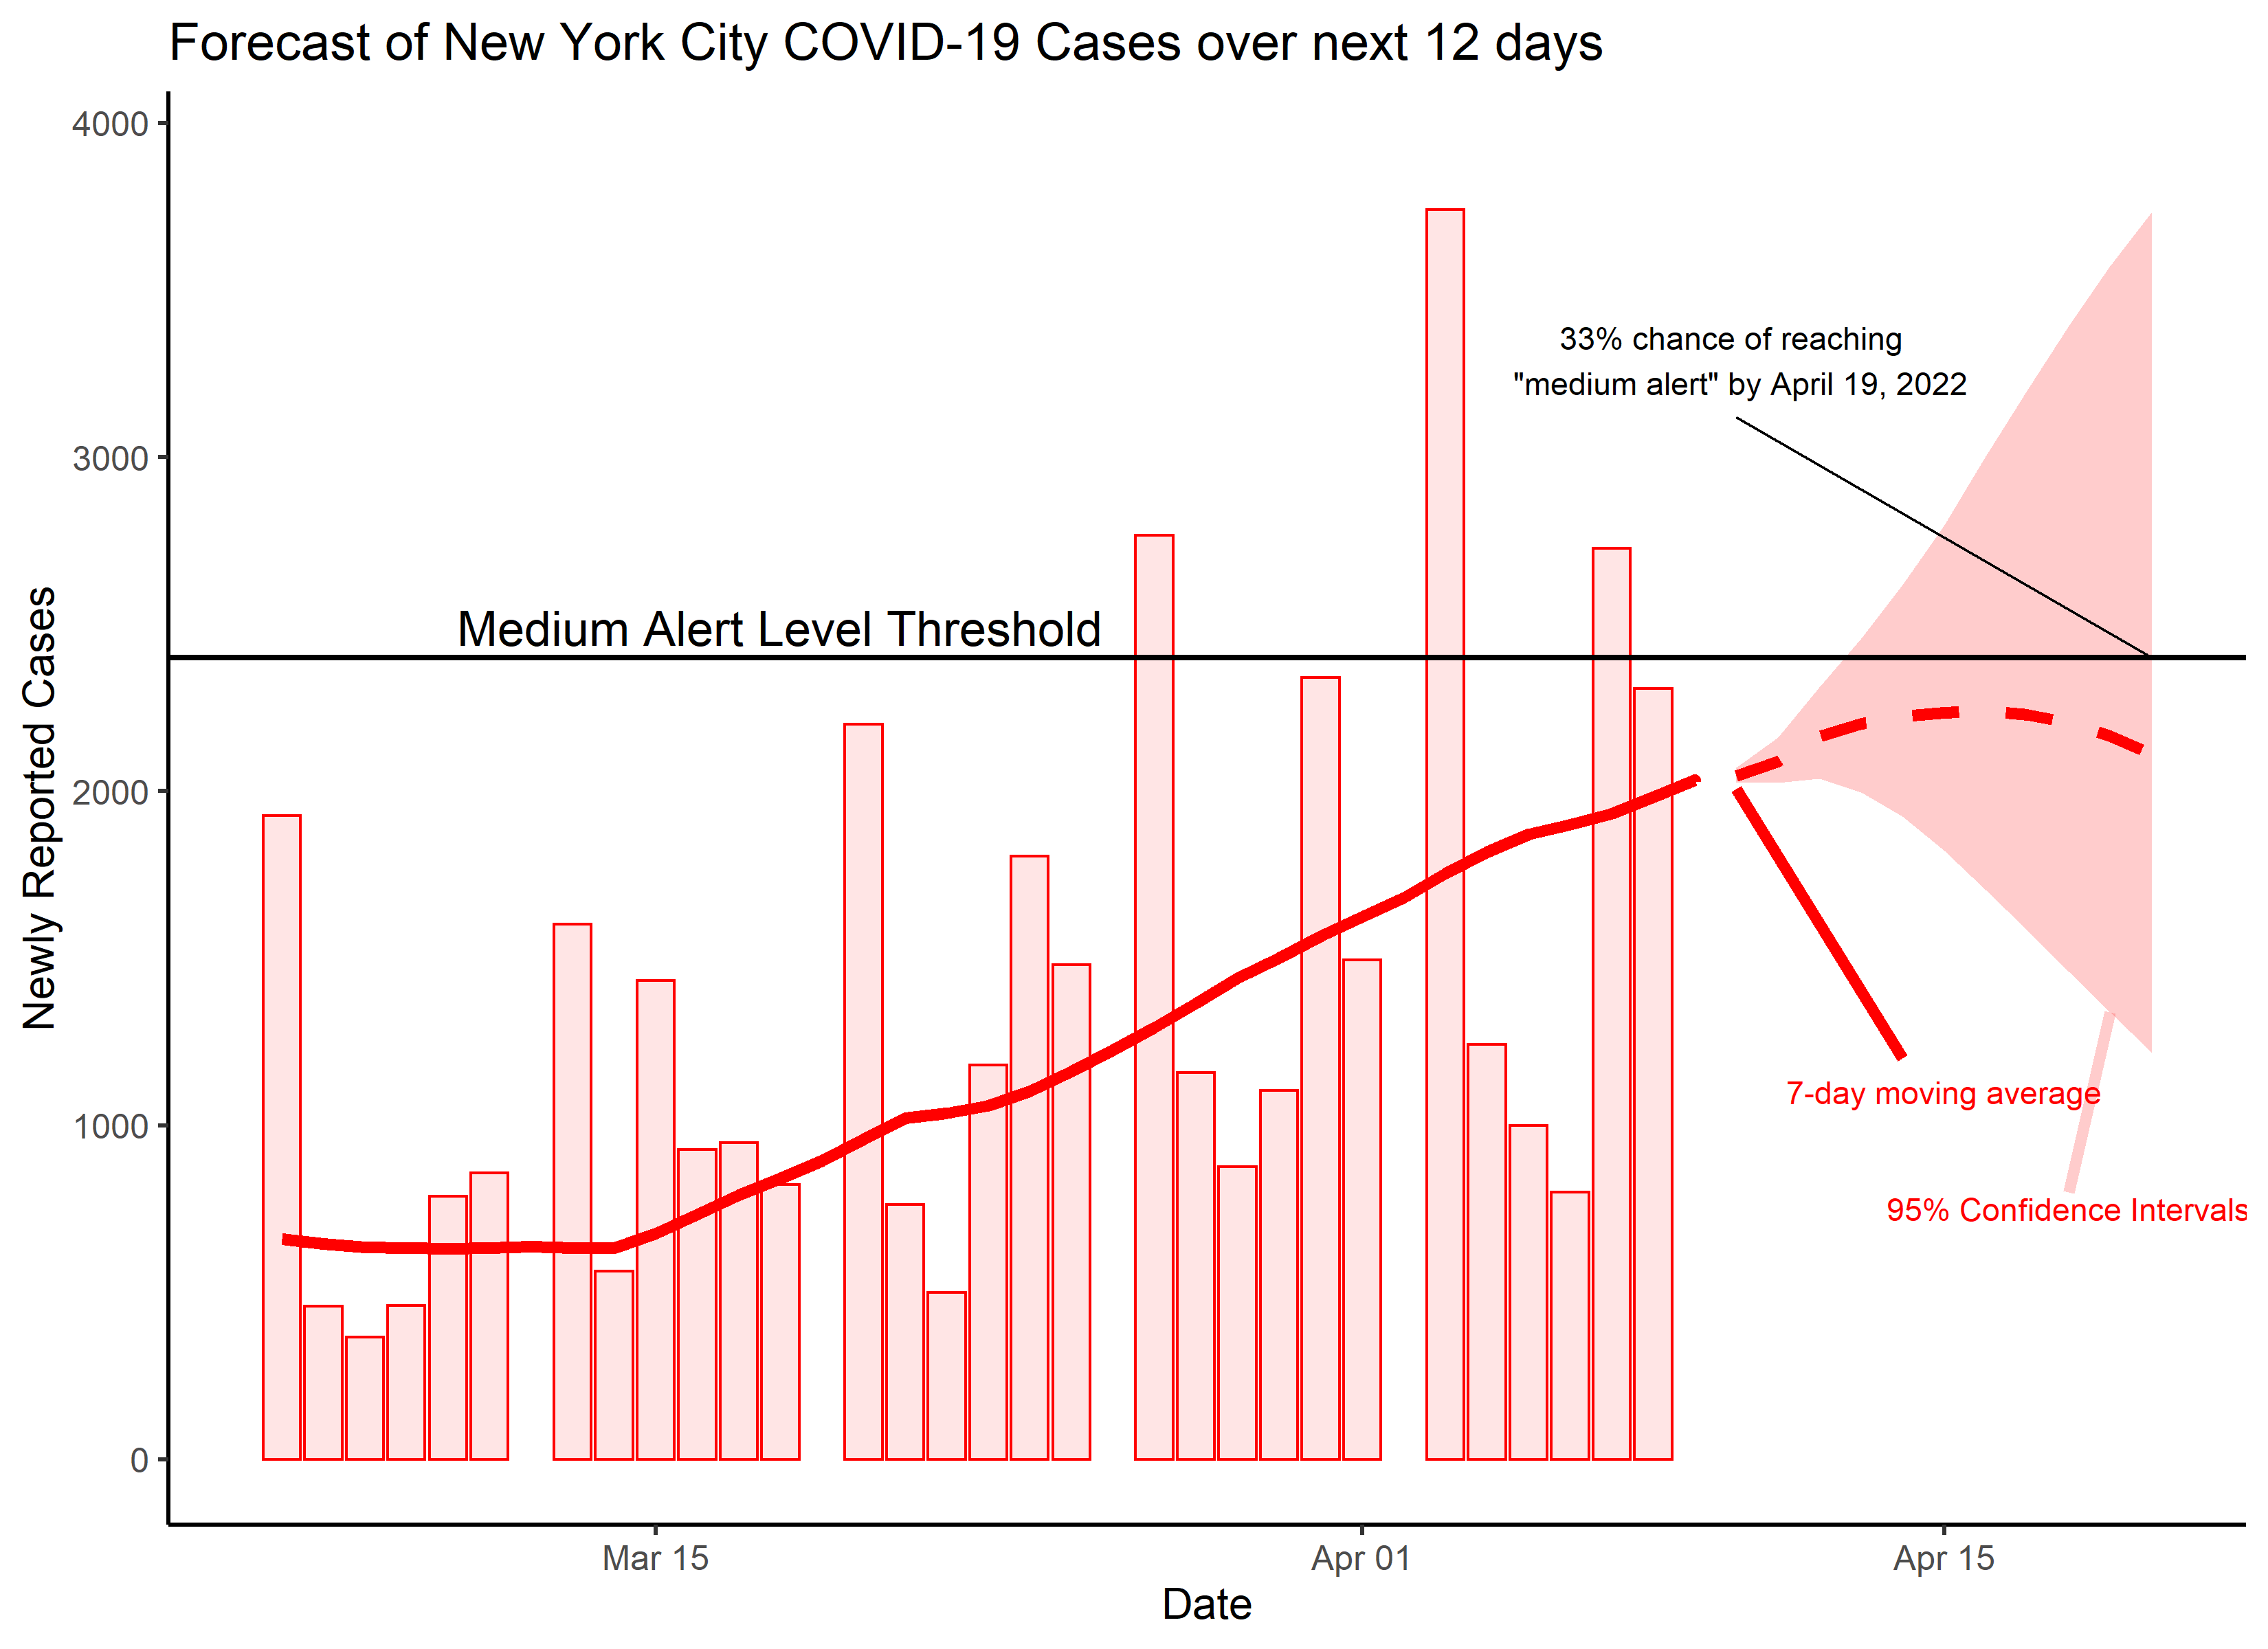 Forecast of New York City COVID-19 Cases over next 12 days
4000
3000
2000
1000
0
Newly Reported Cases
33% chance of reaching
"medium alert" by April 19, 2022
Medium Alert Level Threshold
7-day moving average
95% Confidence Intervals
Mar 15
Apr 01
Apr 15
Date